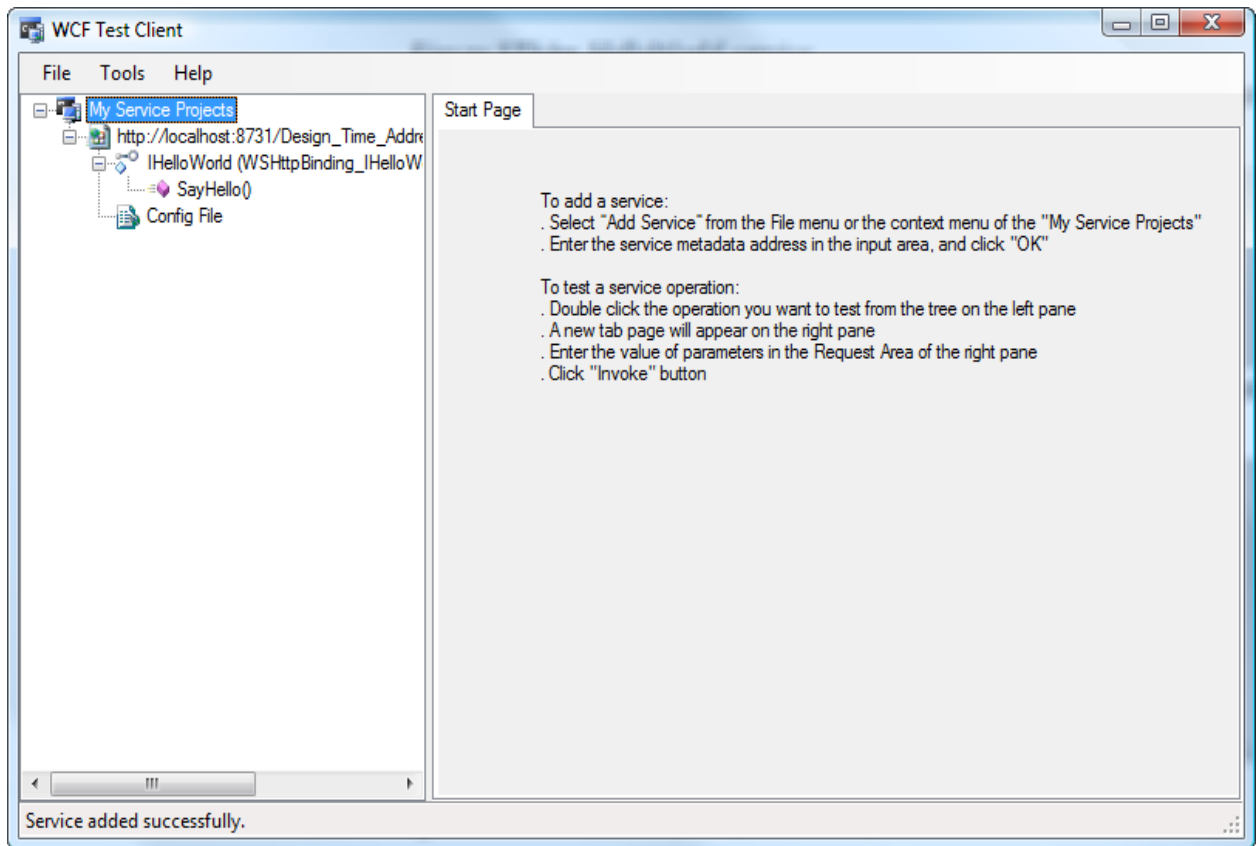 WCF Test Client
File Tools Help
My Service Projects
http://localhost:8731/Design_Time_Addre
IHelloWorld (WSHttpBinding_IHelloW
SayHello()
Config File
Start Page
To add a service:
. Select "Add Service" from the File menu or the context menu of the "My Service Projects"
. Enter the service metadata address in the input area, and click "OK"
To test a service operation:
. Double click the operation you want to test from the tree on the left pane
. A new tab page will appear on the right pane
. Enter the value of parameters in the Request Area of the right pane
. Click "Invoke" button
Service added successfully.